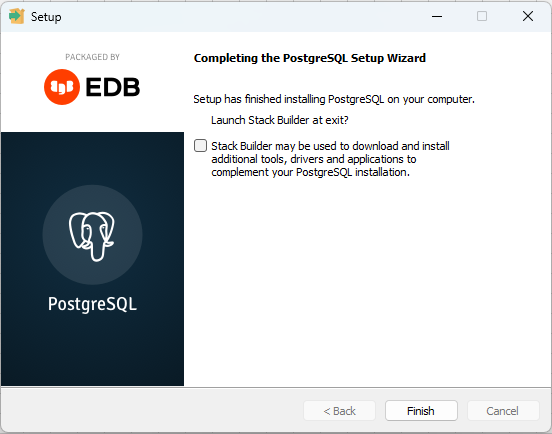 Setup
PACKAGED BY
EDB
Completing the PostgreSQL Setup Wizard
Setup has finished installing PostgreSQL on your computer.
Launch Stack Builder at exit?
Stack Builder may be used to download and install
additional tools, drivers and applications to
complement your PostgreSQL installation.
PostgreSQL
< Back
Finish
Cancel